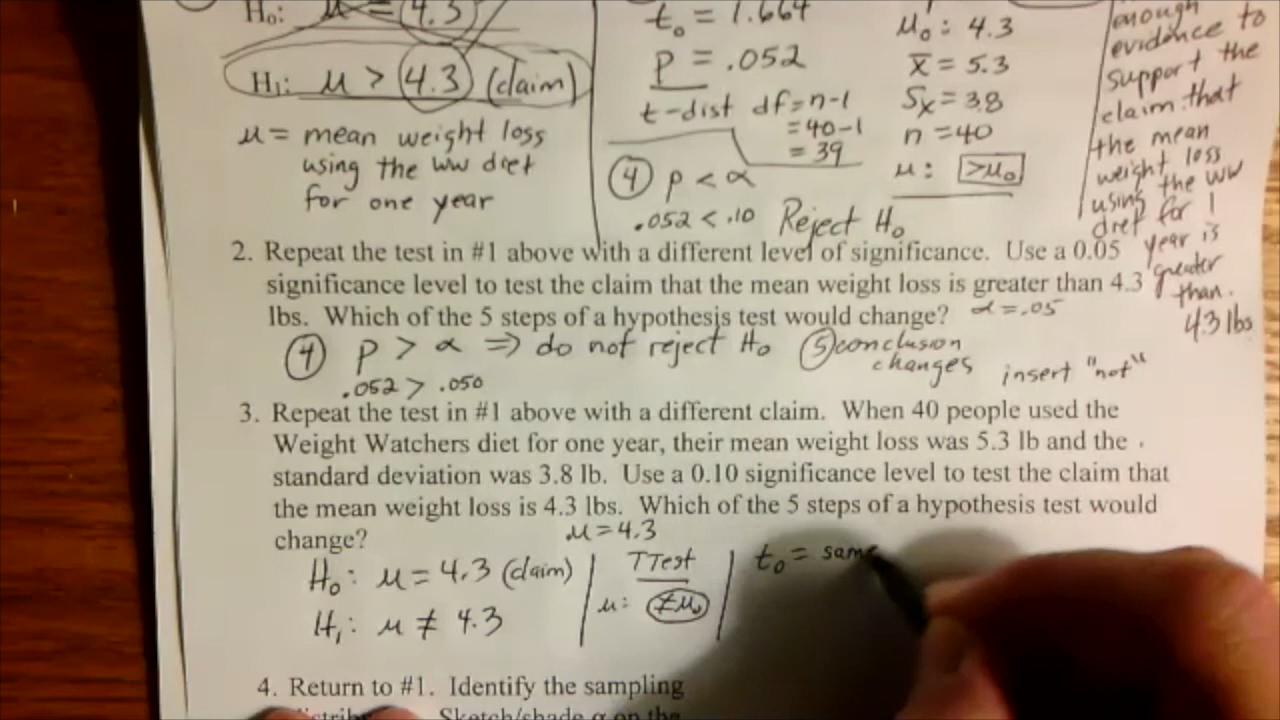 H₀: μ = 4.3
H₁: μ > 4.3 (claim)
μ = mean weight loss
using the WW diet
for one year
t₀ = 1.664
p = .052
t-dist df = n-1
= 40-1
= 39
④ p < α
.052 < .10 Reject H₀
μ₀: 4.3
x̄ = 5.3
Sx = 3.8
n = 40
μ: >μ₀
enough
evidence to
support the
claim that
the mean
weight loss
using the WW
diet for 1
year is
greater
than
4.3 lbs
2. Repeat the test in #1 above with a different level of significance. Use a 0.05
significance level to test the claim that the mean weight loss is greater than 4.3
lbs. Which of the 5 steps of a hypothesis test would change? α = .05
④ p > α ⇒ do not reject H₀ ⑤ conclusion
changes insert "not"
.052 > .050
3. Repeat the test in #1 above with a different claim. When 40 people used the
Weight Watchers diet for one year, their mean weight loss was 5.3 lb and the
standard deviation was 3.8 lb. Use a 0.10 significance level to test the claim that
the mean weight loss is 4.3 lbs. Which of the 5 steps of a hypothesis test would
change? μ = 4.3
H₀: μ = 4.3 (claim)
H₁: μ ≠ 4.3
TTest
μ: ≠μ₀
t₀ = same
4. Return to #1. Identify the sampling
Sketch/shade α on the